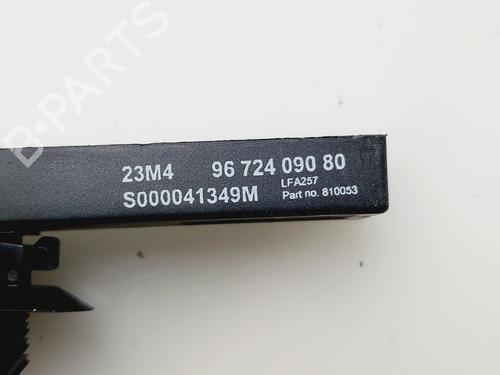 23M4 96 724 090 80
LFA257
S000041349M Part no. 810053
B-PARTS